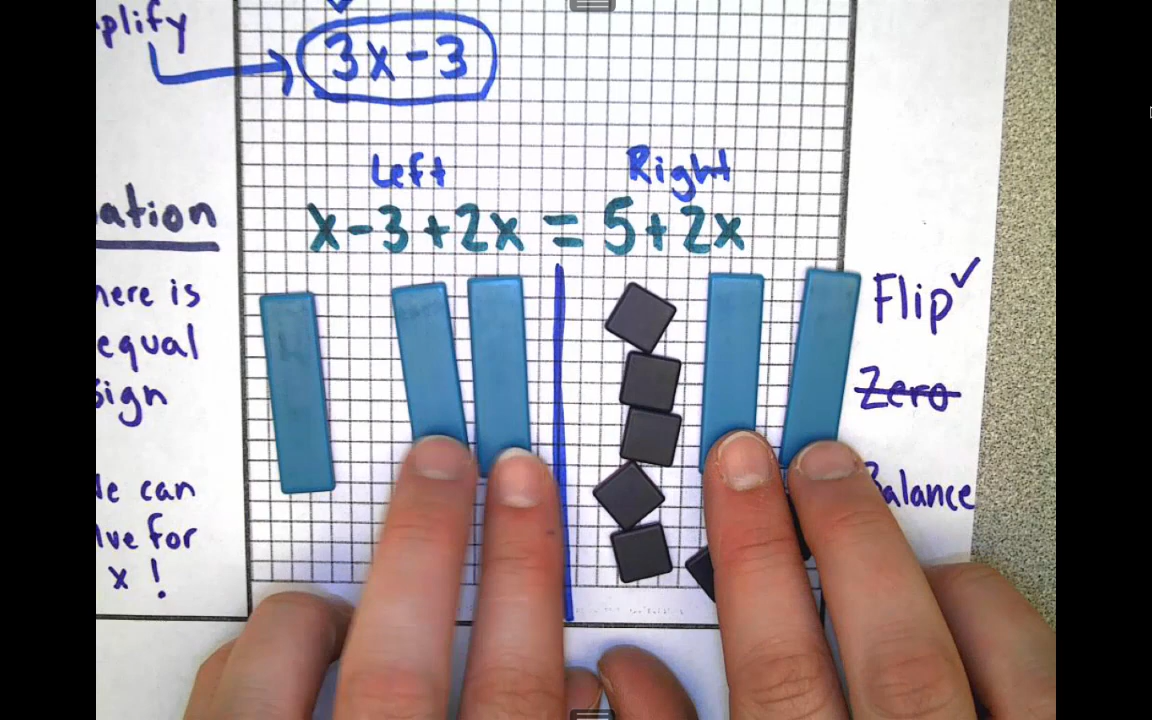 plify
3x-3
Left Right
x-3+2x = 5+2x
ation
here is
equal
sign
We can
lve for
x !
Flip✓
Zero
Balance